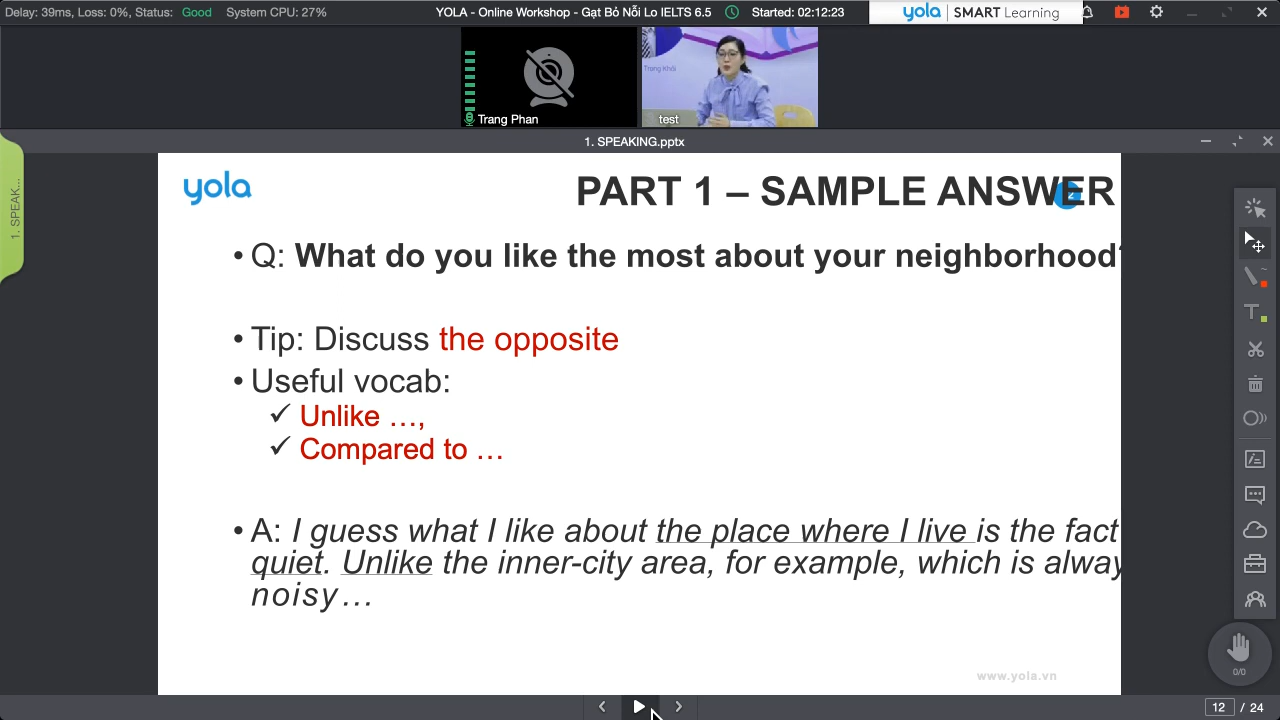 Delay: 39ms, Loss: 0%, Status: Good System CPU: 27%
YOLA - Online Workshop - Gạt Bỏ Nỗi Lo IELTS 6.5
Started: 02:12:23
yola | SMART Learning
Trang Phan
test
Trạng Khôi
1. SPEAKING.pptx
1. SPEAK...
yola
PART 1 – SAMPLE ANSWER
• Q: What do you like the most about your neighborhood?
• Tip: Discuss the opposite
• Useful vocab:
✓ Unlike …,
✓ Compared to …
• A: I guess what I like about the place where I live is the fact
quiet. Unlike the inner-city area, for example, which is alway
noisy…
www.yola.vn
0/0
12 / 24